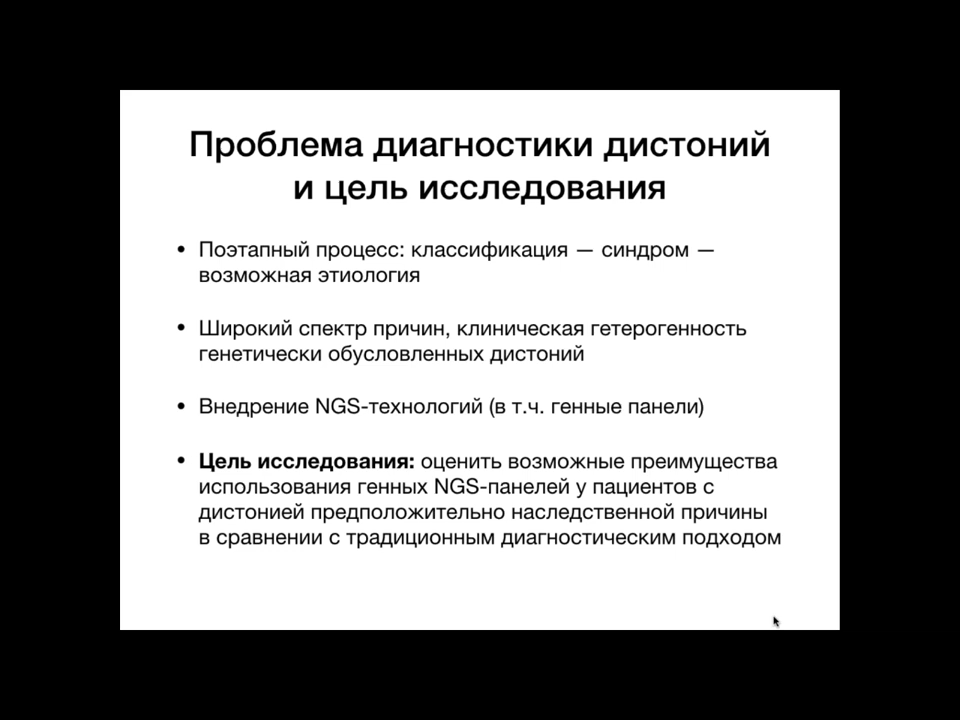 Проблема диагностики дистоний
и цель исследования
• Поэтапный процесс: классификация — синдром —
возможная этиология
• Широкий спектр причин, клиническая гетерогенность
генетически обусловленных дистоний
• Внедрение NGS-технологий (в т.ч. генные панели)
• Цель исследования: оценить возможные преимущества
использования генных NGS-панелей у пациентов с
дистонией предположительно наследственной причины
в сравнении с традиционным диагностическим подходом